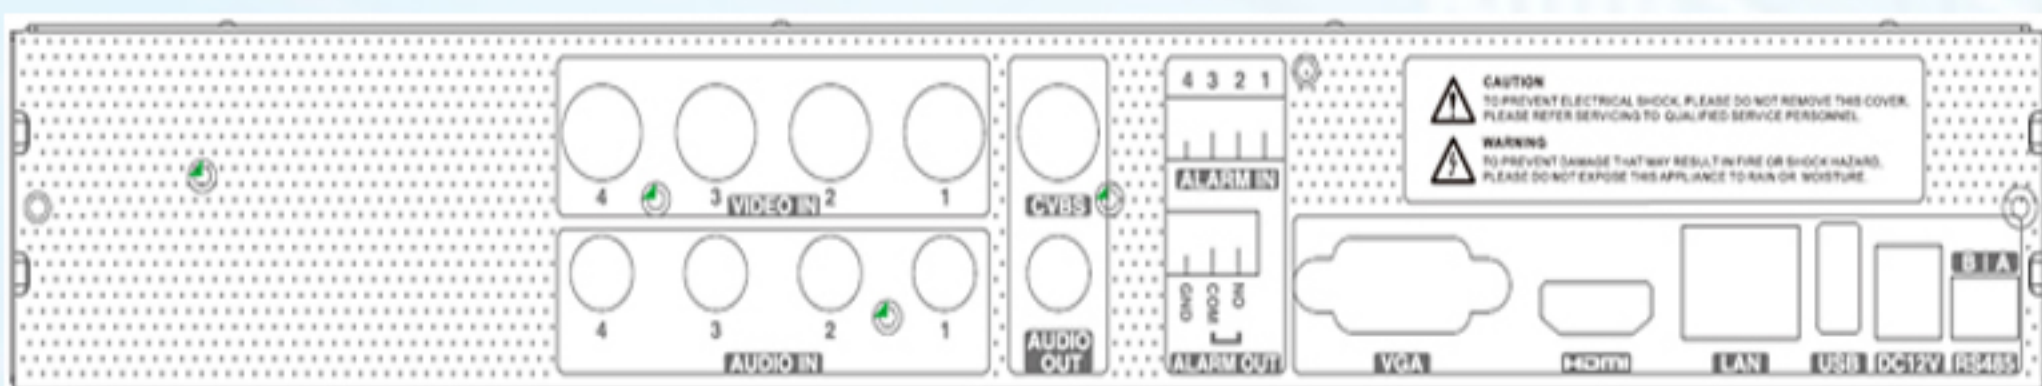 4 3 2 1
VIDEO IN
4 3 2 1
AUDIO IN
CVBS
AUDIO
OUT
4 3 2 1
ALARM IN
GND COM NO
ALARM OUT
CAUTION
TO PREVENT ELECTRICAL SHOCK, PLEASE DO NOT REMOVE THIS COVER.
PLEASE REFER SERVICING TO QUALIFIED SERVICE PERSONNEL.
WARNING
TO PREVENT DAMAGE THAT MAY RESULT IN FIRE OR SHOCK HAZARD,
PLEASE DO NOT EXPOSE THIS APPLIANCE TO RAIN OR MOISTURE.
B | A
VGA HDMI LAN USB DC12V RS485